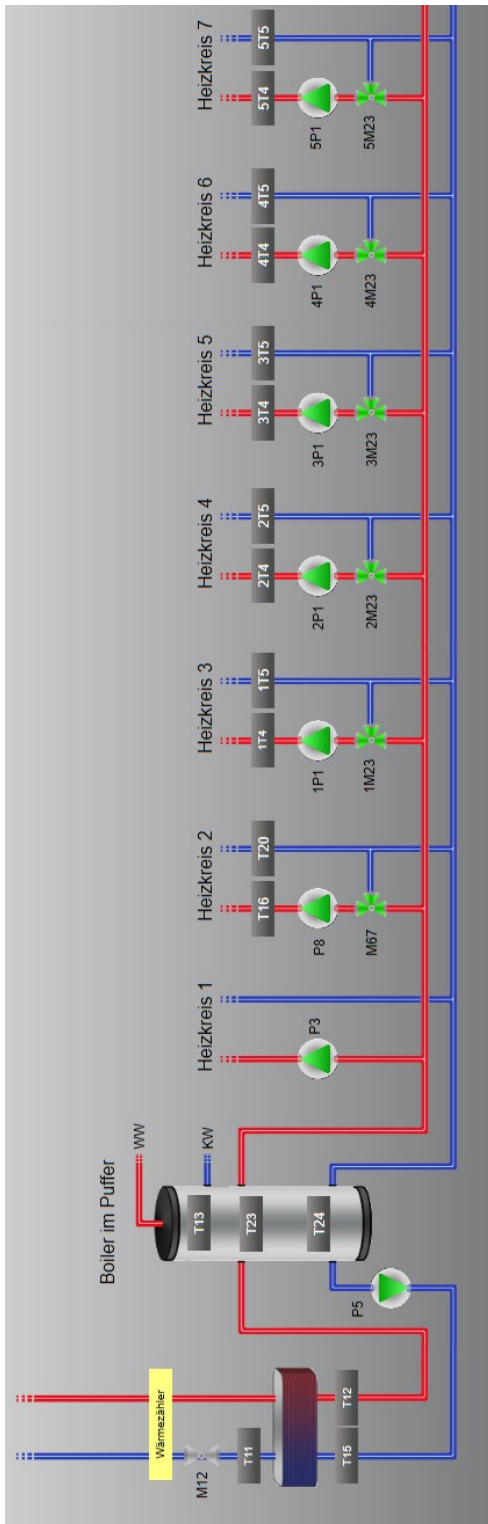 Heizkreis 7
5T4
5T5
5P1
5M23
Heizkreis 6
4T4
4T5
4P1
4M23
Heizkreis 5
3T4
3T5
3P1
3M23
Heizkreis 4
2T4
2T5
2P1
2M23
Heizkreis 3
1T4
1T5
1P1
1M23
Heizkreis 2
T16
T20
P8
M67
Heizkreis 1
P3
Boiler im Puffer
WW
KW
T13
T23
T24
P5
Wärmezähler
M12
T11
T12
T15